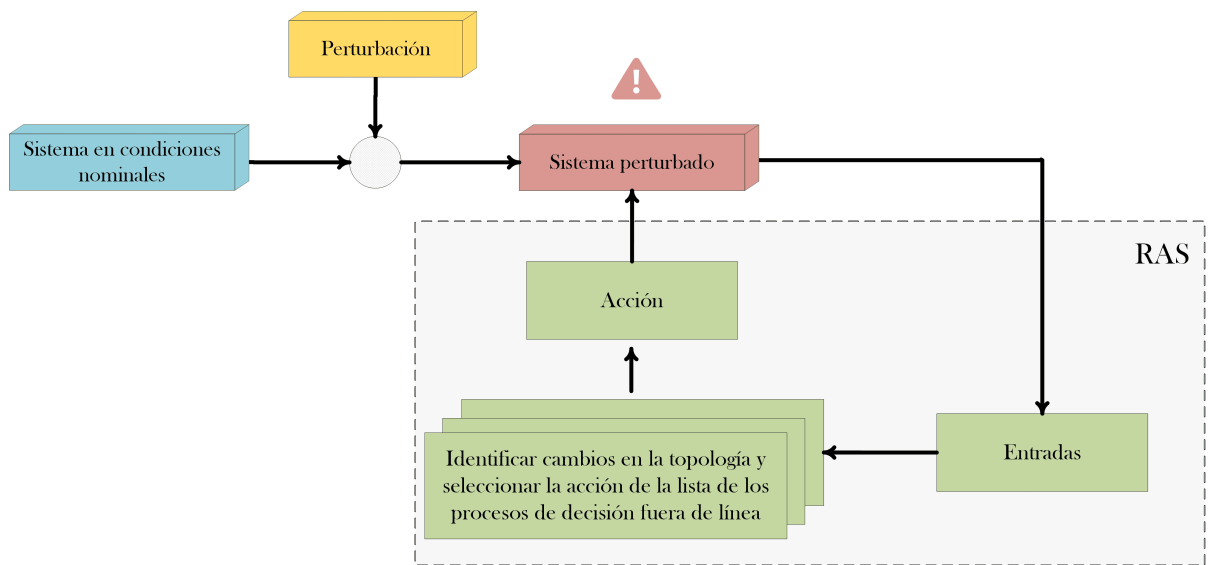 Perturbación
Sistema en condiciones
nominales
Sistema perturbado
RAS
Acción
Identificar cambios en la topología y
seleccionar la acción de la lista de los
procesos de decisión fuera de línea
Entradas